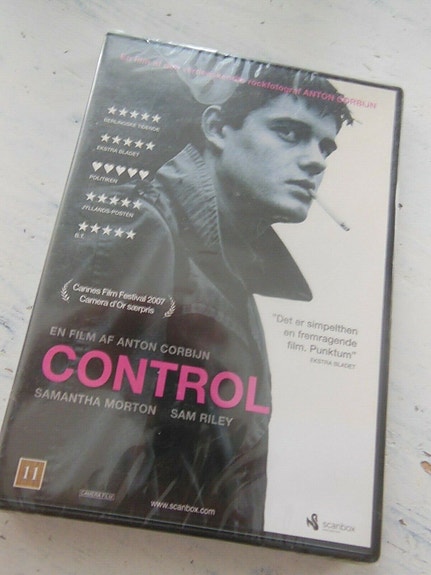 rockfotograf ANTON CORBIJN
BERLINGSKE TIDENDE
EKSTRA BLADET
POLITIKEN
JYLLANDS-POSTEN
B.T.
Cannes Film Festival 2007
Camera d'Or særpris
"Det er simpelthen
en fremragende
film. Punktum"
EKSTRA BLADET
EN FILM AF ANTON CORBIJN
CONTROL
SAMANTHA MORTON SAM RILEY
11
www.scanbox.com
scanbox